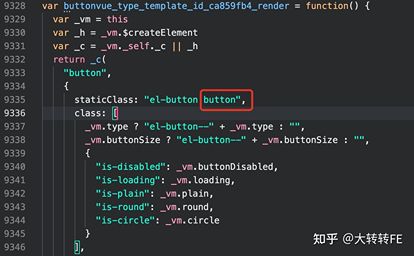 9328 var buttonvue_type_template_id_ca859fb4_render = function() {
9329 var _vm = this
9330 var _h = _vm.$createElement
9331 var _c = _vm._self._c || _h
9332 return _c(
9333 "button",
9334 {
9335 staticClass: "el-button button",
9336 class: [
9337 _vm.type ? "el-button--" + _vm.type : "",
9338 _vm.buttonSize ? "el-button--" + _vm.buttonSize : "",
9339 {
9340 "is-disabled": _vm.buttonDisabled,
9341 "is-loading": _vm.loading,
9342 "is-plain": _vm.plain,
9343 "is-round": _vm.round,
9344 "is-circle": _vm.circle
9345 }
9346 ],
知乎 @大转转FE